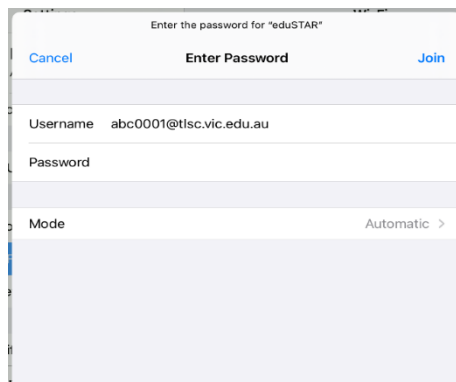 Enter the password for "eduSTAR"
Cancel Enter Password Join
Username abc0001@tlsc.vic.edu.au
Password
Mode Automatic >